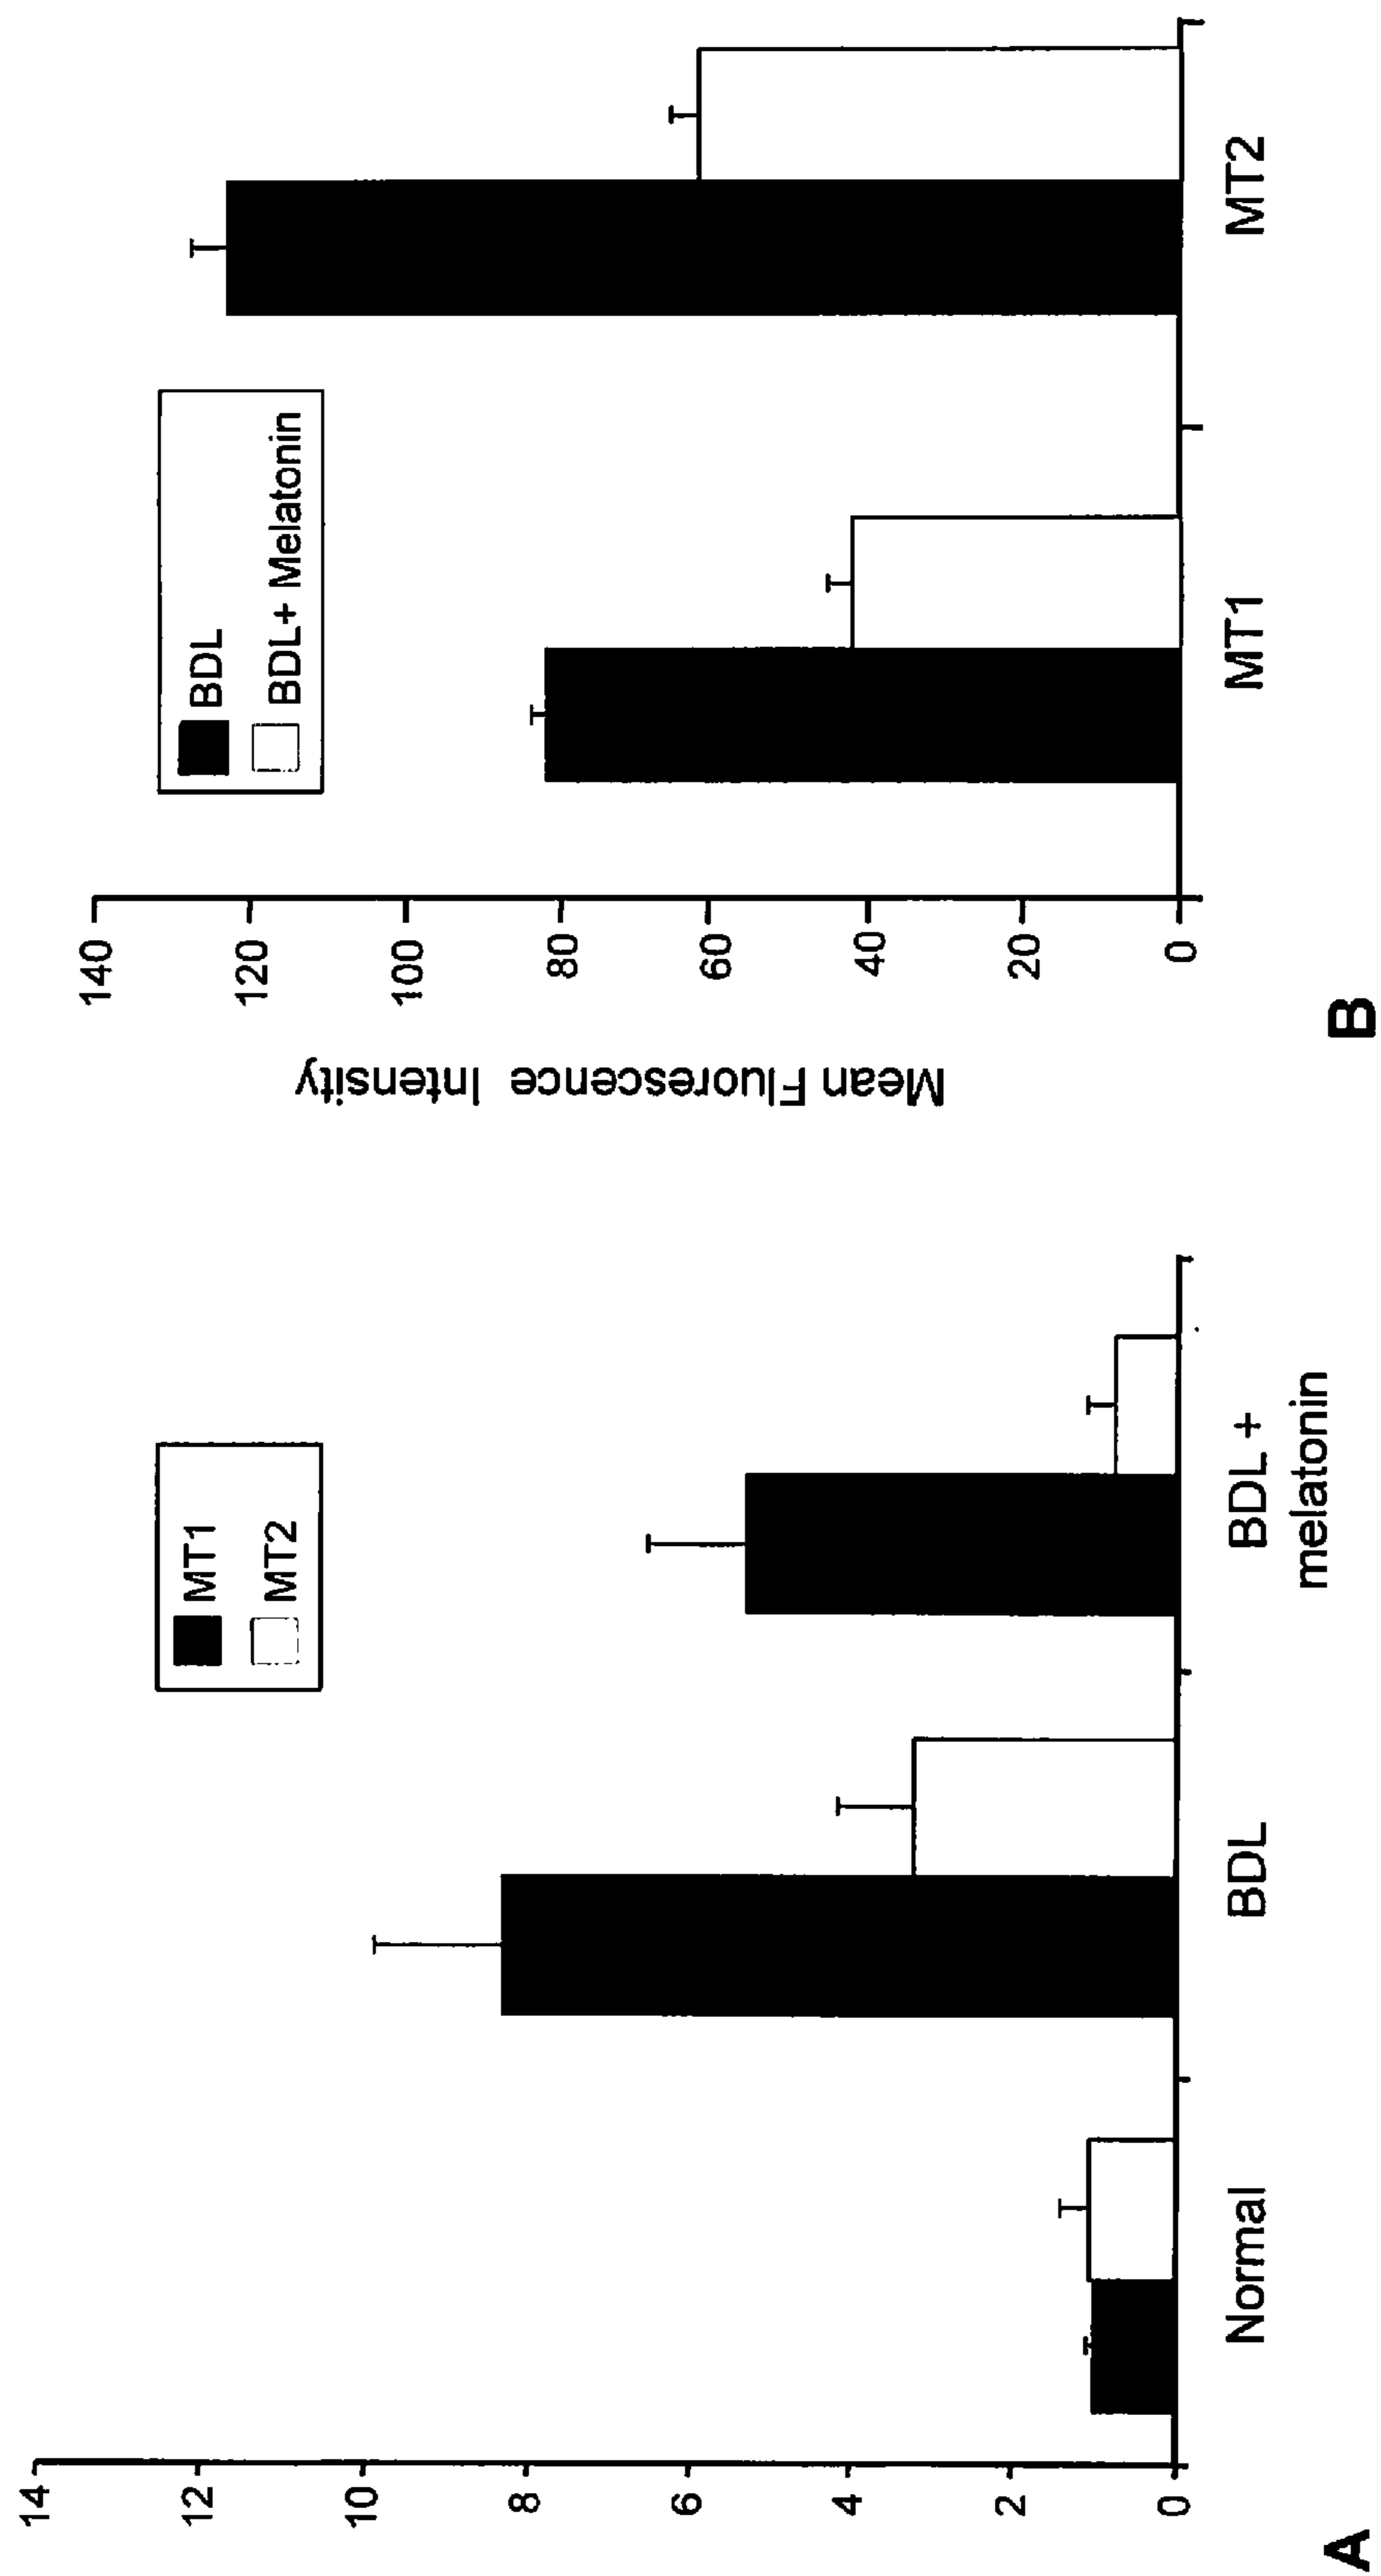 14
12
10
8
6
4
2
0
MT1
MT2
Normal
BDL
BDL +
melatonin
A
Mean Fluorescence Intensity
140
120
100
80
60
40
20
0
BDL
BDL+ Melatonin
MT1
MT2
B